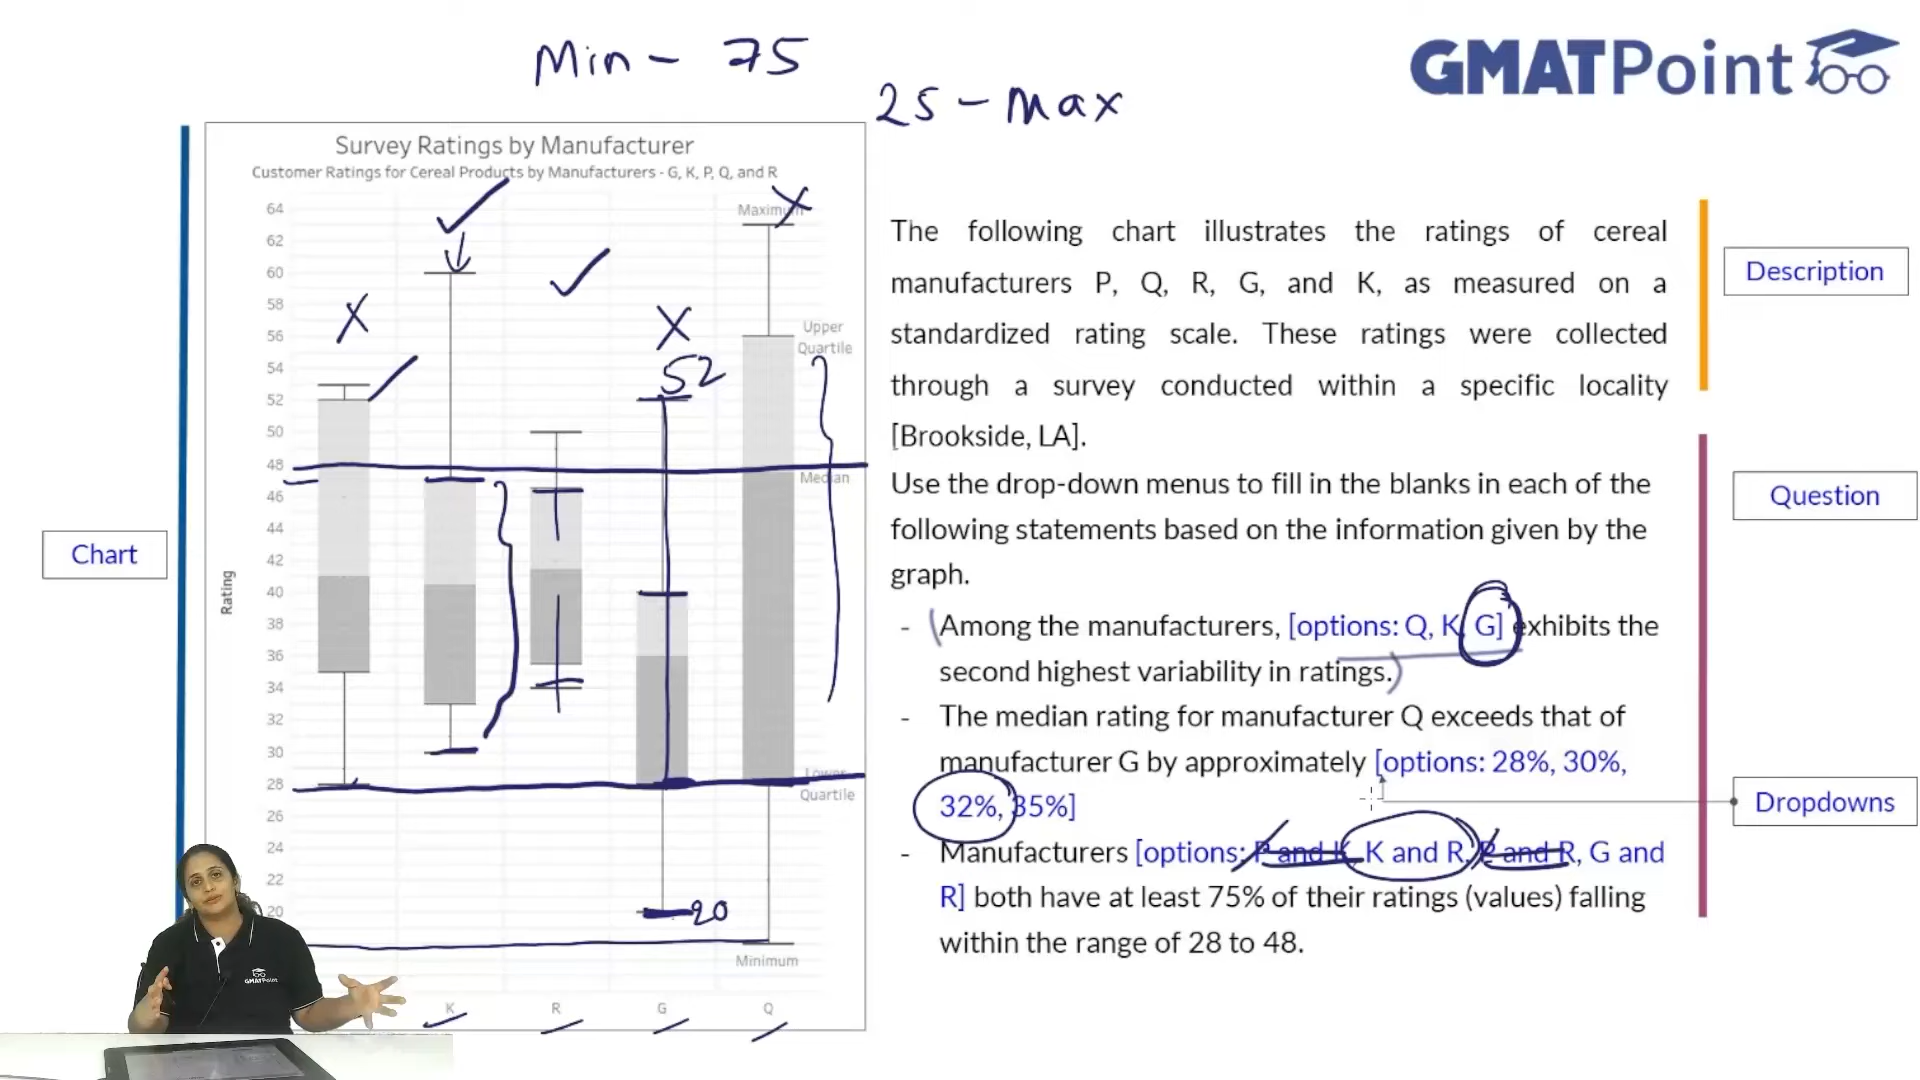 Min - 75
25 - Max
GMATPoint
Survey Ratings by Manufacturer
Customer Ratings for Cereal Products by Manufacturers - G, K, P, Q, and R
64
62
60
58
56
54
52
50
48
46
44
42
40
38
36
34
32
30
28
26
24
22
20
Rating
Maximum
Upper
Quartile
Median
Lower
Quartile
Minimum
52
20
K R G Q
Chart
The following chart illustrates the ratings of cereal
manufacturers P, Q, R, G, and K, as measured on a
standardized rating scale. These ratings were collected
through a survey conducted within a specific locality
[Brookside, LA].
Use the drop-down menus to fill in the blanks in each of the
following statements based on the information given by the
graph.
- Among the manufacturers, [options: Q, K, G] exhibits the
second highest variability in ratings.
- The median rating for manufacturer Q exceeds that of
manufacturer G by approximately [options: 28%, 30%,
32%, 35%]
- Manufacturers [options: P and K, K and R, P and R, G and
R] both have at least 75% of their ratings (values) falling
within the range of 28 to 48.
Description
Question
Dropdowns
GMATPoint